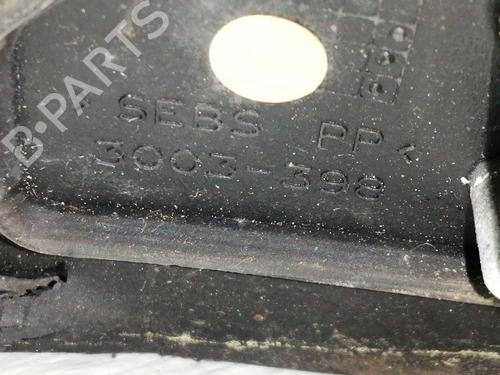 B-PARTS
> SEBS PP <
3003-398